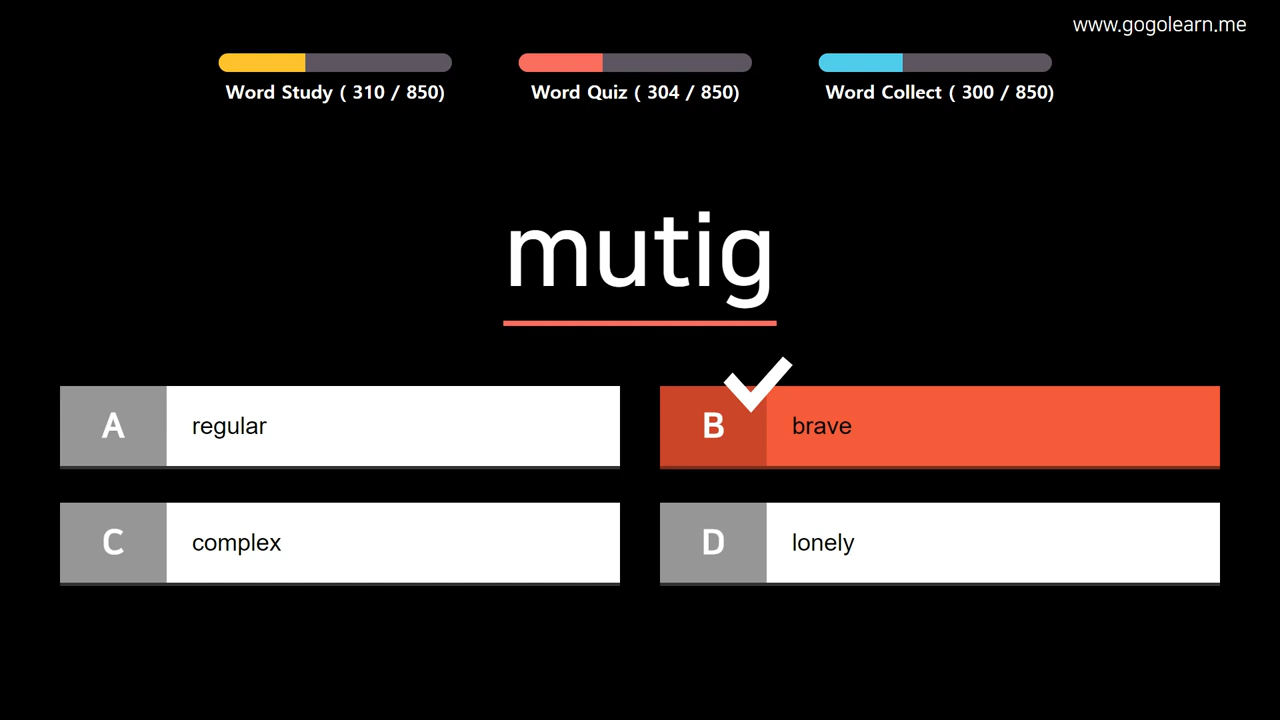 www.gogolearn.me
Word Study ( 310 / 850)
Word Quiz ( 304 / 850)
Word Collect ( 300 / 850)
mutig
A regular
B brave
C complex
D lonely